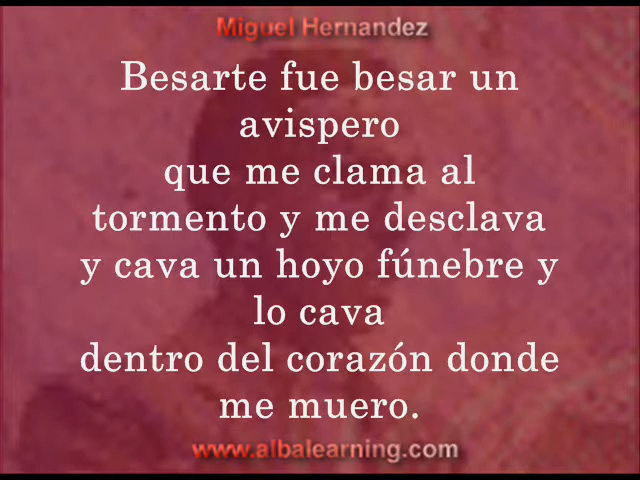 Miguel Hernandez
Besarte fue besar un
avispero
que me clama al
tormento y me desclava
y cava un hoyo fúnebre y
lo cava
dentro del corazón donde
me muero.
www.albalearning.com